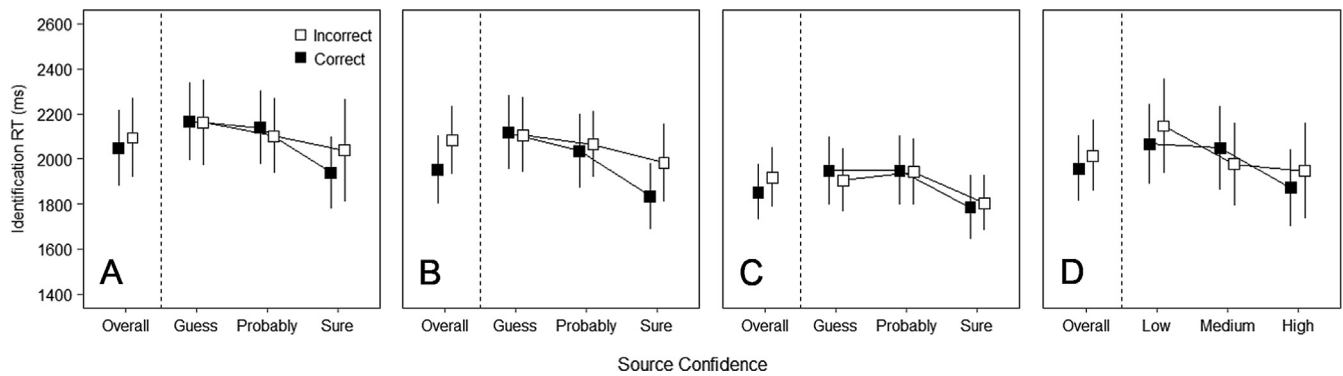 Identification RT (ms)
2600
2400
2200
2000
1800
1600
1400
Incorrect
Correct
A
B
C
D
Overall Guess Probably Sure
Overall Guess Probably Sure
Overall Guess Probably Sure
Overall Low Medium High
Source Confidence